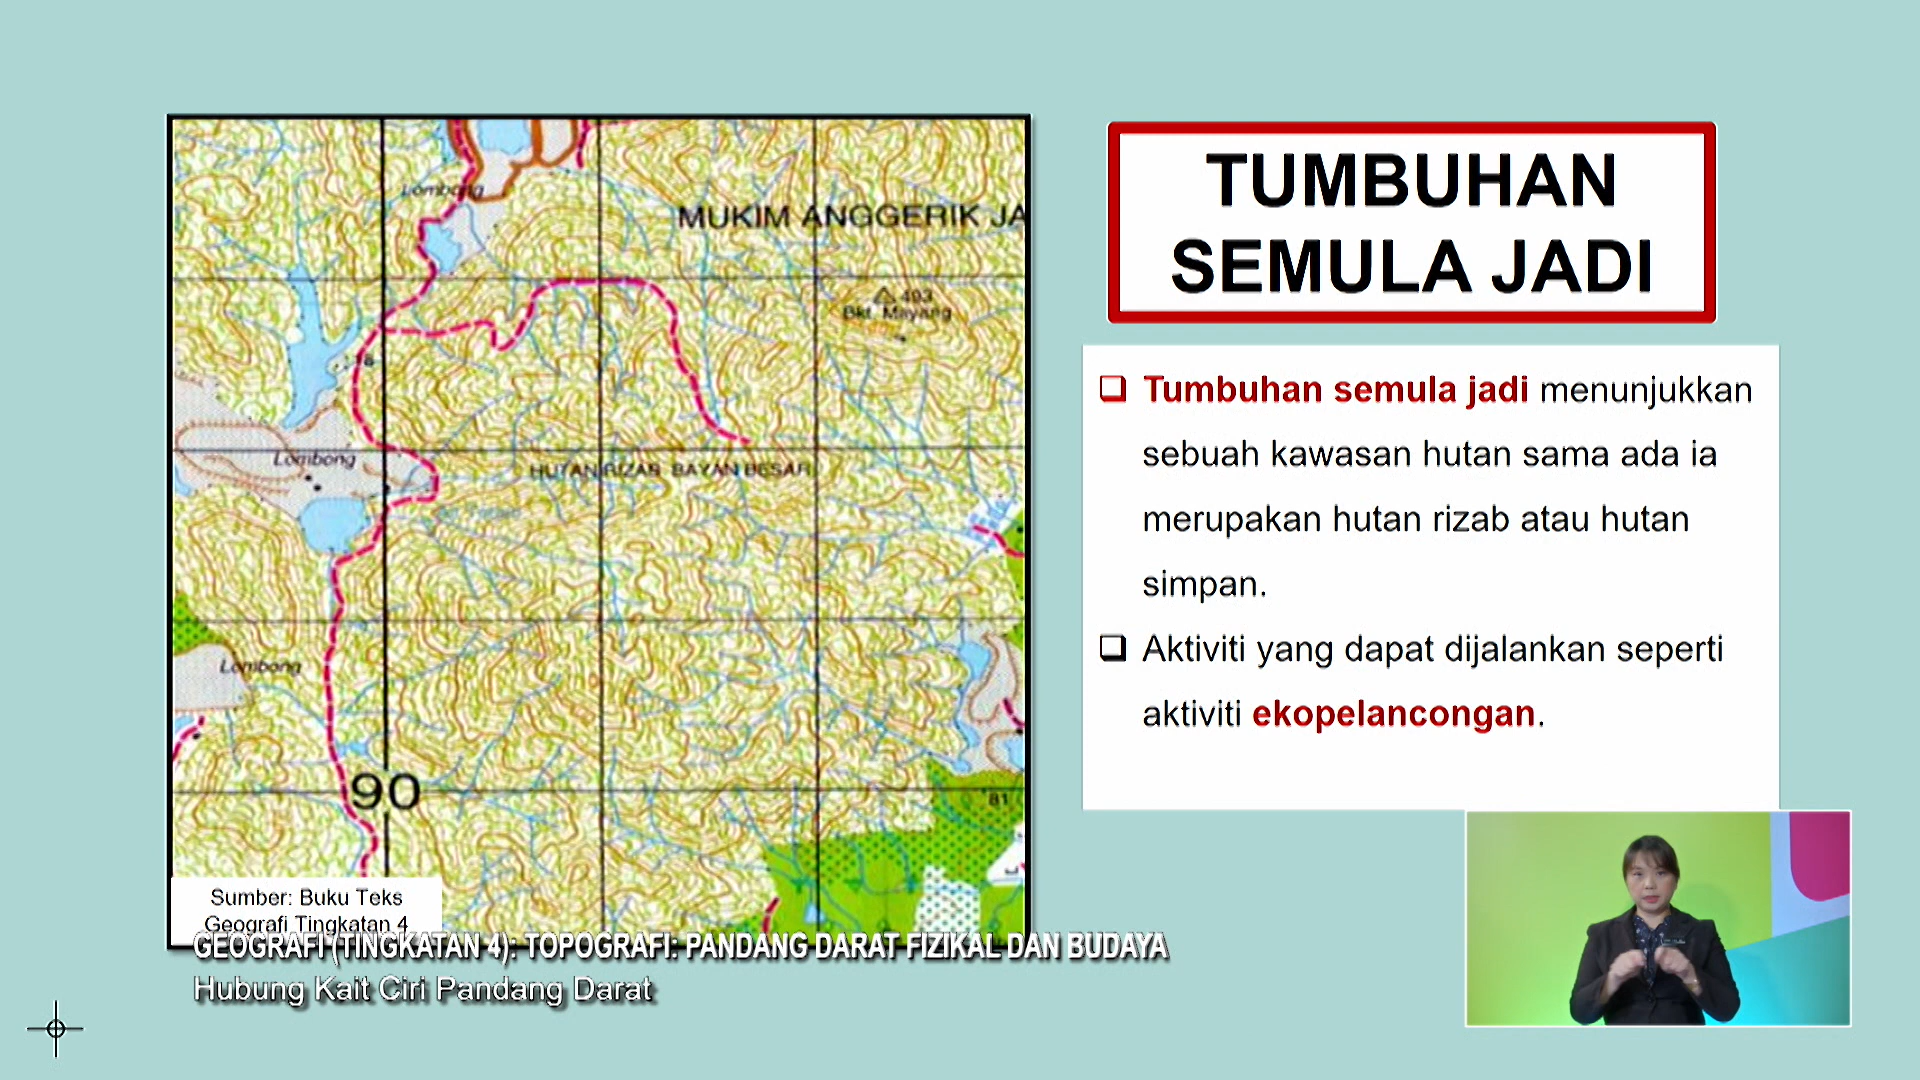 Lombong
MUKIM ANGGERIK JA
493
Bkt. Mayang
Lombong
HUTAN RIZAB BAYAN BESAR
Lombong
90
81
Sumber: Buku Teks
Geografi Tingkatan 4
TUMBUHAN
SEMULA JADI
Tumbuhan semula jadi menunjukkan
sebuah kawasan hutan sama ada ia
merupakan hutan rizab atau hutan
simpan.
Aktiviti yang dapat dijalankan seperti
aktiviti ekopelancongan.
GEOGRAFI (TINGKATAN 4): TOPOGRAFI: PANDANG DARAT FIZIKAL DAN BUDAYA
Hubung Kait Ciri Pandang Darat